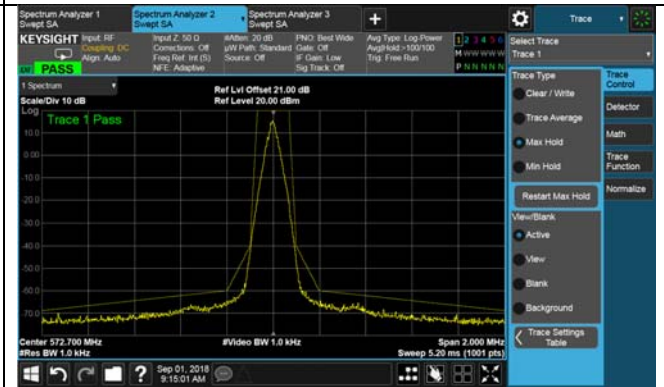 Spectrum Analyzer 1
Swept SA
Spectrum Analyzer 2
Swept SA
Spectrum Analyzer 3
Swept SA
+
Trace
KEYSIGHT
PASS
Input: RF
Coupling: DC
Align: Auto
Input Z: 50 Ω
Corrections: Off
Freq Ref: Int (S)
NFE: Adaptive
#Atten: 20 dB
µW Path: Standard
Source: Off
PNO: Best Wide
Gate: Off
IF Gain: Low
Sig Track: Off
Avg Type: Log-Power
Avg|Hold:>100/100
Trig: Free Run
1 2 3 4 5 6
M W W W W W
P N N N N N
Select Trace
Trace 1
1 Spectrum
Scale/Div 10 dB
Log
Ref Lvl Offset 21.00 dB
Ref Level 20.00 dBm
Trace 1 Pass
10.0
0.00
-10.0
-20.0
-30.0
-40.0
-50.0
-60.0
-70.0
Center 572.700 MHz
#Res BW 1.0 kHz
#Video BW 1.0 kHz
Span 2.000 MHz
Sweep 5.20 ms (1001 pts)
Trace Type
Clear / Write
Trace Average
Max Hold
Min Hold
Restart Max Hold
View/Blank
Active
View
Blank
Background
Trace Settings
Table
Trace
Control
Detector
Math
Trace
Function
Normalize
?
Sep 01, 2018
9:15:01 AM